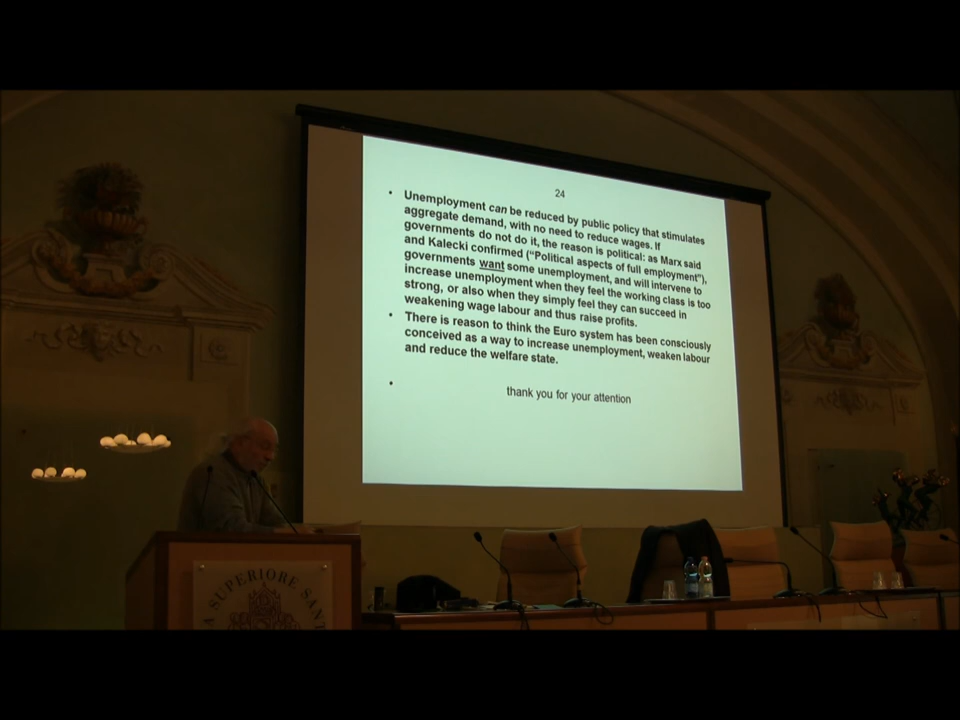 24
• Unemployment can be reduced by public policy that stimulates
aggregate demand, with no need to reduce wages. If
governments do not do it, the reason is political: as Marx said
and Kalecki confirmed (“Political aspects of full employment”),
governments want some unemployment, and will intervene to
increase unemployment when they feel the working class is too
strong, or also when they simply feel they can succeed in
weakening wage labour and thus raise profits.
• There is reason to think the Euro system has been consciously
conceived as a way to increase unemployment, weaken labour
and reduce the welfare state.
• thank you for your attention
A SUPERIORE SANT